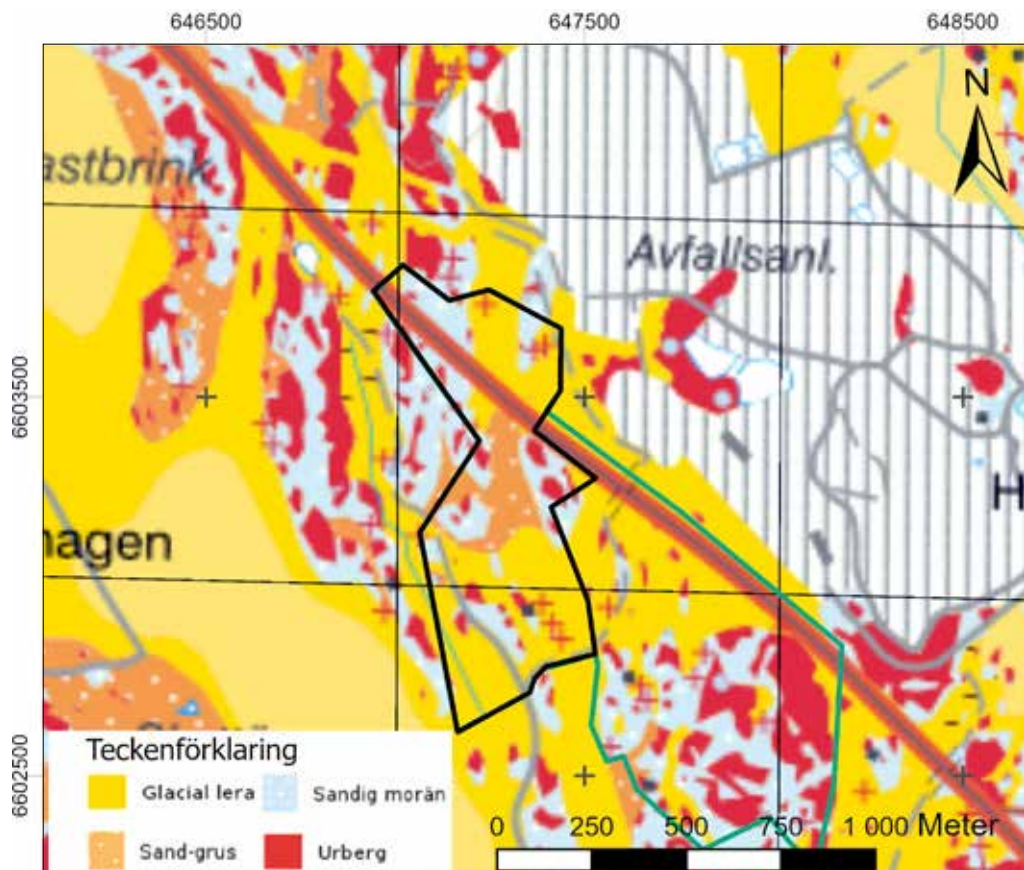 646500 647500 648500
N
astbrink
Avfallsanl.
6603500
H
hagen
6602500
Teckenförklaring
Glacial lera Sandig morän
Sand-grus Urberg
0 250 500 750 1 000 Meter